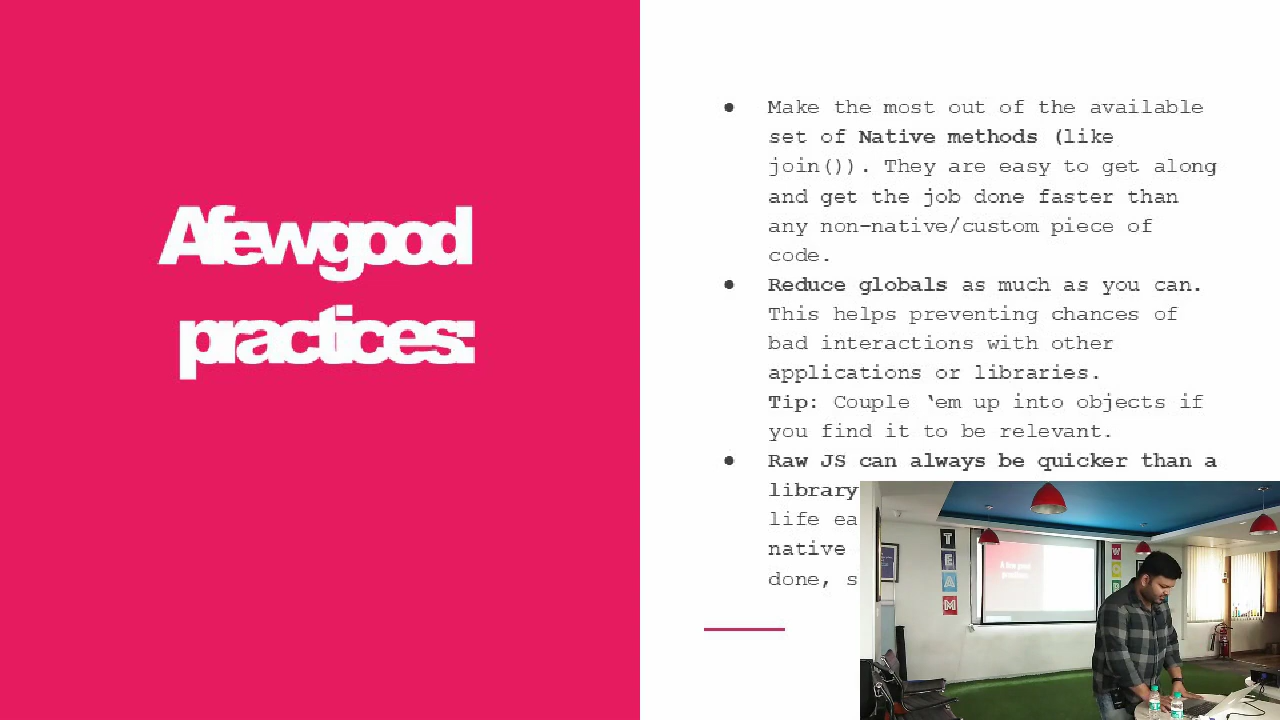 A few good
practices:
● Make the most out of the available
set of Native methods (like
join()). They are easy to get along
and get the job done faster than
any non-native/custom piece of
code.
● Reduce globals as much as you can.
This helps preventing chances of
bad interactions with other
applications or libraries.
Tip: Couple ‘em up into objects if
you find it to be relevant.
● Raw JS can always be quicker than a
library
life ea
native
done, s
A few good
practices:
TEAM